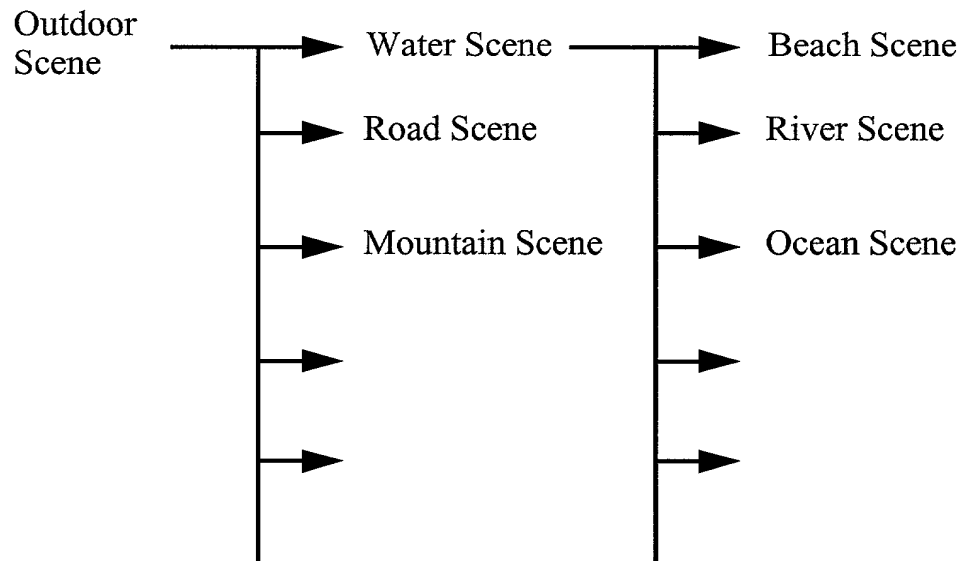 Outdoor
Scene
Water Scene
Beach Scene
Road Scene
River Scene
Mountain Scene
Ocean Scene